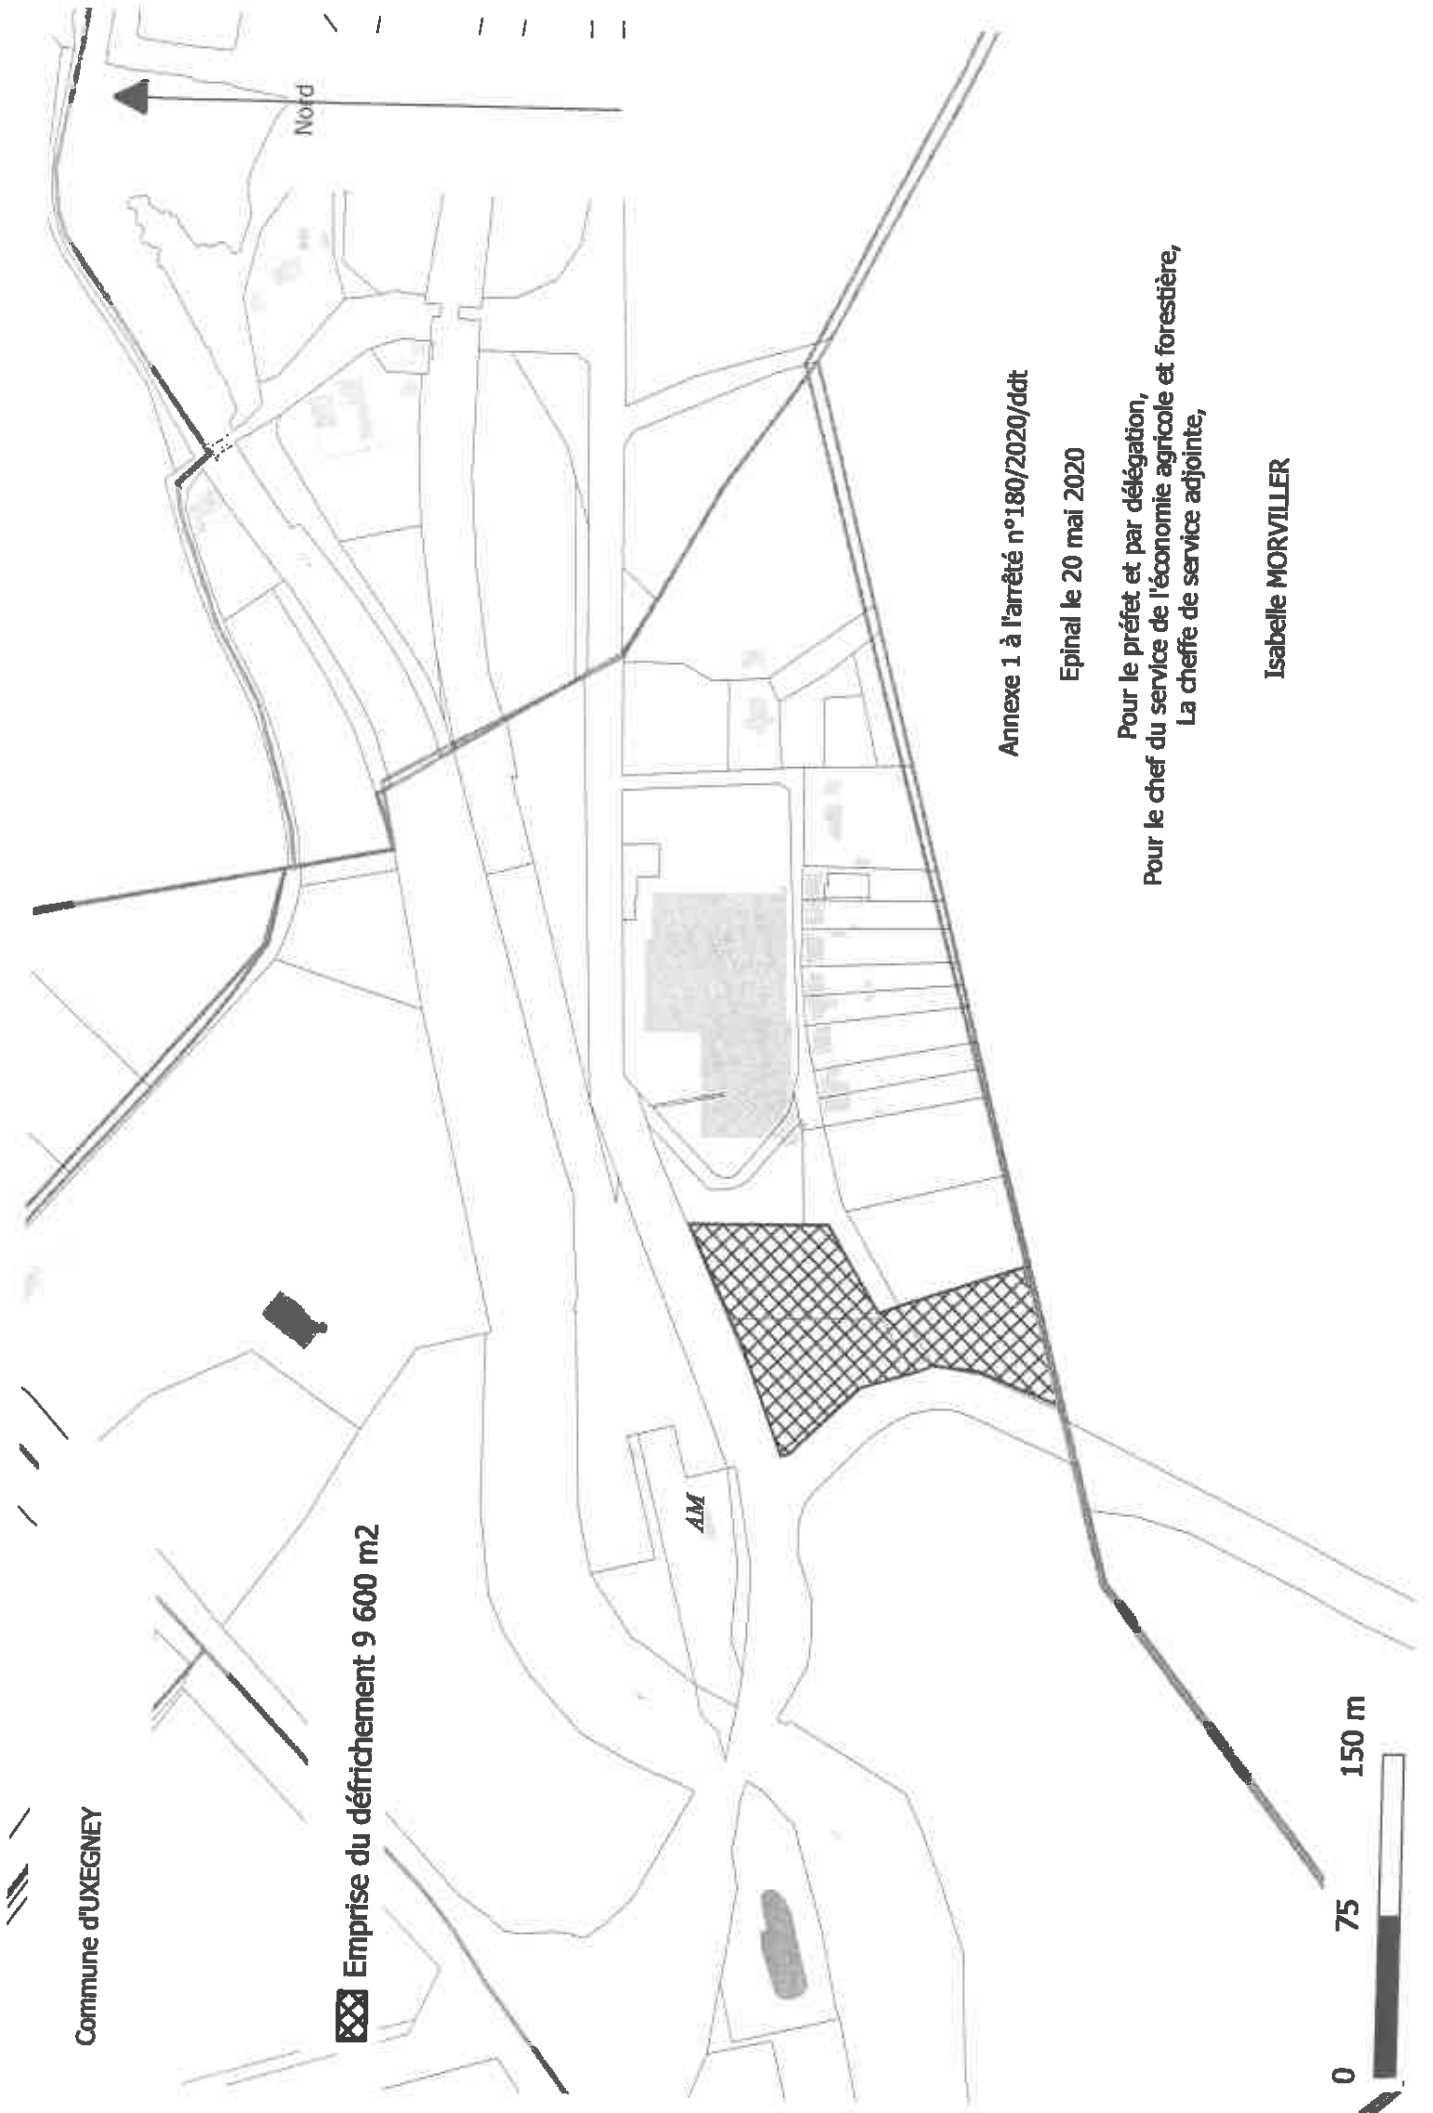 Commune d'UXEGNEY
Emprise du défrichement 9 600 m2
Nord
AM
Annexe 1 à l'arrêté n°180/2020/ddt
Epinal le 20 mai 2020
Pour le préfet et par délégation,
Pour le chef du service de l'économie agricole et forestière,
La cheffe de service adjointe,
Isabelle MORVILLER
0 75 150 m